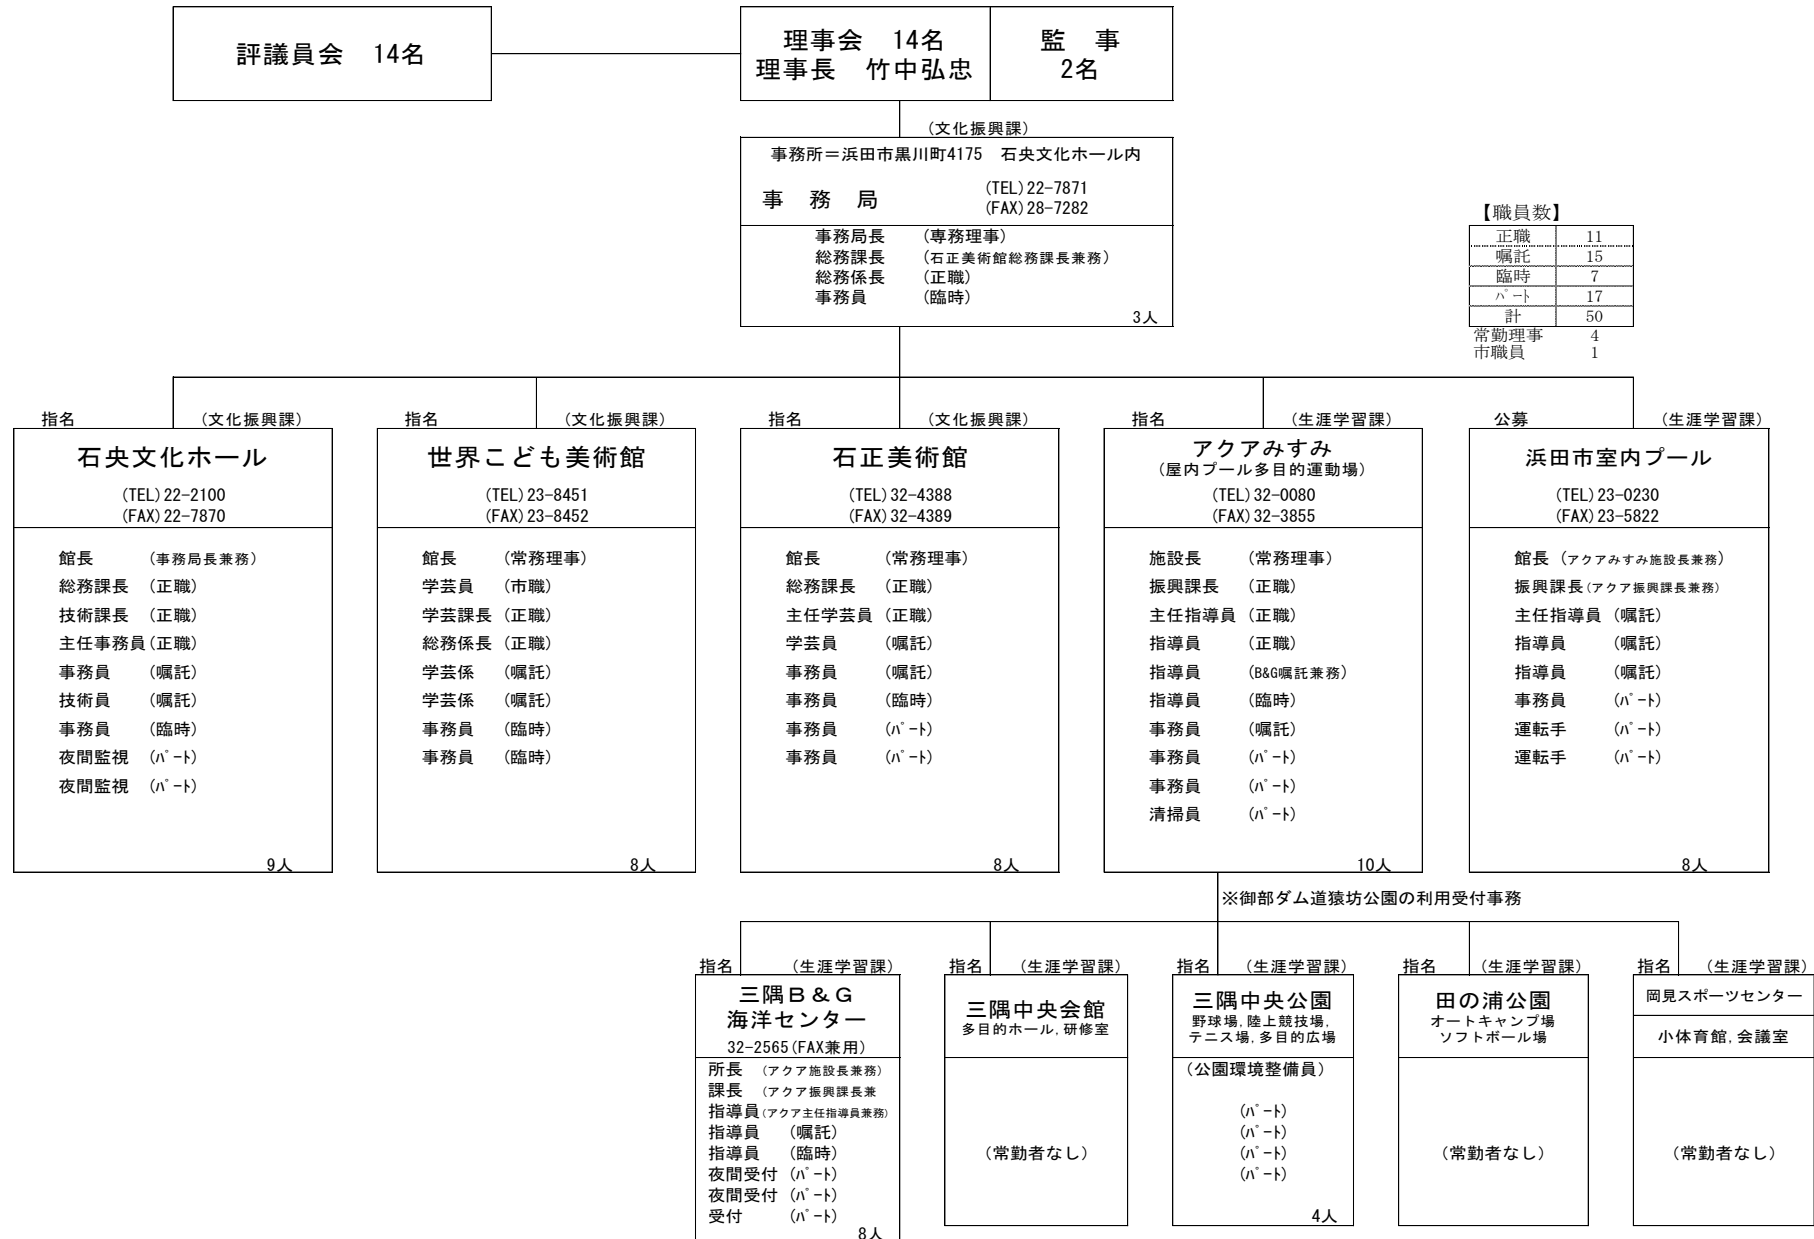 評議員会　14名
理事会　14名
理事長　竹中弘忠
監　事
2名
(文化振興課)
事務所＝浜田市黒川町4175　石央文化ホール内
事　務　局
(TEL)22-7871
(FAX)28-7282
事務局長　(専務理事)
総務課長　(石正美術館総務課長兼務)
総務係長　(正職)
事務員　(臨時)
3人
【職員数】
正職　11
嘱託　15
臨時　7
ﾊﾟｰﾄ　17
計　50
常勤理事　4
市職員　1
指名　(文化振興課)
石央文化ホール
(TEL)22-2100
(FAX)22-7870
館長　(事務局長兼務)
総務課長　(正職)
技術課長　(正職)
主任事務員(正職)
事務員　(嘱託)
技術員　(嘱託)
事務員　(臨時)
夜間監視　(ﾊﾟｰﾄ)
夜間監視　(ﾊﾟｰﾄ)
9人
指名　(文化振興課)
世界こども美術館
(TEL)23-8451
(FAX)23-8452
館長　(常務理事)
学芸員　(市職)
学芸課長　(正職)
総務係長　(正職)
学芸係　(嘱託)
学芸係　(嘱託)
事務員　(臨時)
事務員　(臨時)
8人
指名　(文化振興課)
石正美術館
(TEL)32-4388
(FAX)32-4389
館長　(常務理事)
総務課長　(正職)
主任学芸員　(正職)
学芸員　(嘱託)
事務員　(嘱託)
事務員　(臨時)
事務員　(ﾊﾟｰﾄ)
事務員　(ﾊﾟｰﾄ)
8人
指名　(生涯学習課)
アクアみすみ
(屋内プール多目的運動場)
(TEL)32-0080
(FAX)32-3855
施設長　(常務理事)
振興課長　(正職)
主任指導員　(正職)
指導員　(正職)
指導員　(B&G嘱託兼務)
指導員　(臨時)
事務員　(嘱託)
事務員　(ﾊﾟｰﾄ)
事務員　(ﾊﾟｰﾄ)
清掃員　(ﾊﾟｰﾄ)
10人
公募　(生涯学習課)
浜田市室内プール
(TEL)23-0230
(FAX)23-5822
館長　(アクアみすみ施設長兼務)
振興課長(アクア振興課長兼務)
主任指導員　(嘱託)
指導員　(嘱託)
指導員　(嘱託)
事務員　(ﾊﾟｰﾄ)
運転手　(ﾊﾟｰﾄ)
運転手　(ﾊﾟｰﾄ)
8人
※御部ダム道猿坊公園の利用受付事務
指名　(生涯学習課)
三隅Ｂ＆Ｇ
海洋センター
32-2565(FAX兼用)
所長　(アクア施設長兼務)
課長　(アクア振興課長兼
指導員(アクア主任指導員兼務)
指導員　(嘱託)
指導員　(臨時)
夜間受付　(ﾊﾟｰﾄ)
夜間受付　(ﾊﾟｰﾄ)
受付　(ﾊﾟｰﾄ)
8人
指名　(生涯学習課)
三隅中央会館
多目的ホール,研修室
(常勤者なし)
指名　(生涯学習課)
三隅中央公園
野球場,陸上競技場,
テニス場,多目的広場
(公園環境整備員)
(ﾊﾟｰﾄ)
(ﾊﾟｰﾄ)
(ﾊﾟｰﾄ)
(ﾊﾟｰﾄ)
4人
指名　(生涯学習課)
田の浦公園
オートキャンプ場
ソフトボール場
(常勤者なし)
指名　(生涯学習課)
岡見スポーツセンター
小体育館,会議室
(常勤者なし)